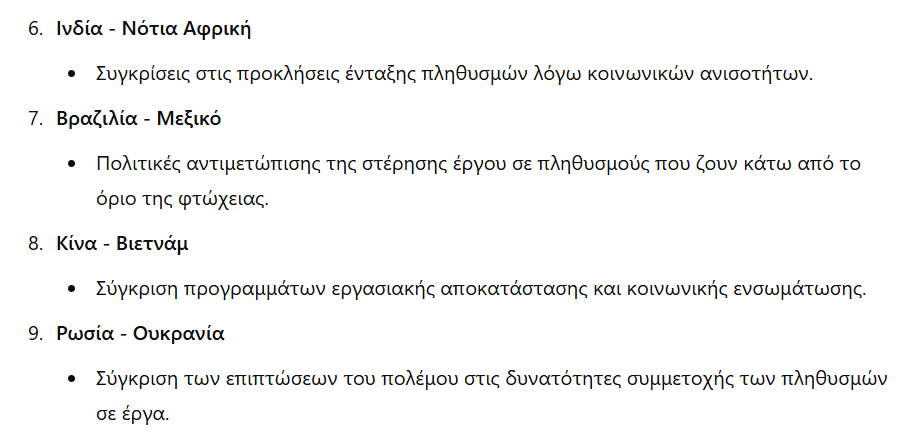 6. Ινδία - Νότια Αφρική
• Συγκρίσεις στις προκλήσεις ένταξης πληθυσμών λόγω κοινωνικών ανισοτήτων.
7. Βραζιλία - Μεξικό
• Πολιτικές αντιμετώπισης της στέρησης έργου σε πληθυσμούς που ζουν κάτω από το
όριο της φτώχειας.
8. Κίνα - Βιετνάμ
• Σύγκριση προγραμμάτων εργασιακής αποκατάστασης και κοινωνικής ενσωμάτωσης.
9. Ρωσία - Ουκρανία
• Σύγκριση των επιπτώσεων του πολέμου στις δυνατότητες συμμετοχής των πληθυσμών
σε έργα.